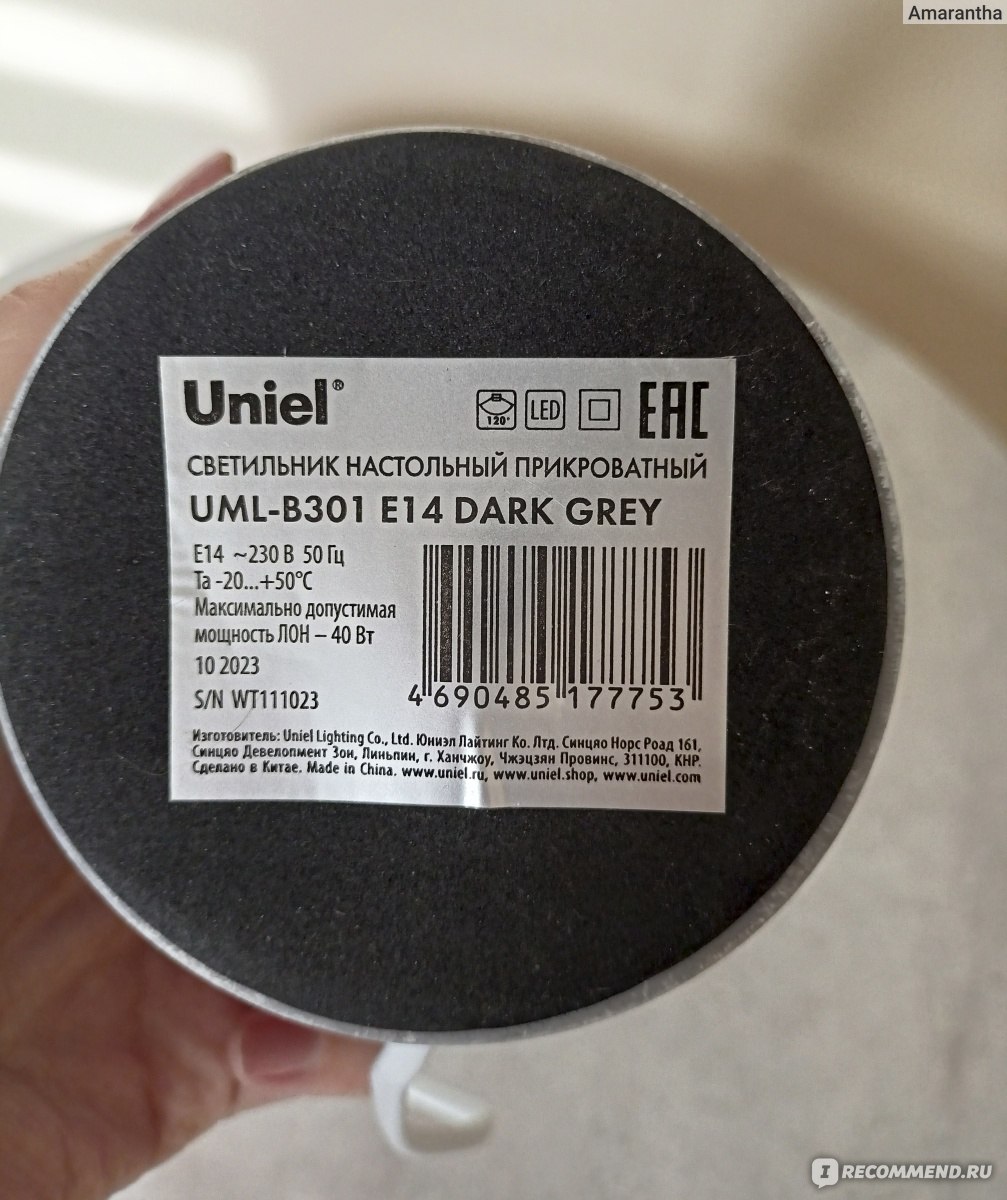 Amarantha
Uniel®
120°
LED
EAC
СВЕТИЛЬНИК НАСТОЛЬНЫЙ ПРИКРОВАТНЫЙ
UML-B301 E14 DARK GREY
E14 ~230 В 50 Гц
Ta -20...+50°C
Максимально допустимая
мощность ЛОН – 40 Вт
10 2023
S/N WT111023
4 690485 177753
Изготовитель: Uniel Lighting Co., Ltd. Юниэл Лайтинг Ко. Лтд. Синцяо Норс Роад 161,
Синцяо Девелопмент Зон, Линьпин, г. Ханчжоу, Чжэцзян Провинс, 311100, КНР.
Сделано в Китае. Made in China. www.uniel.ru, www.uniel.shop, www.uniel.com
IRECOMMEND.RU